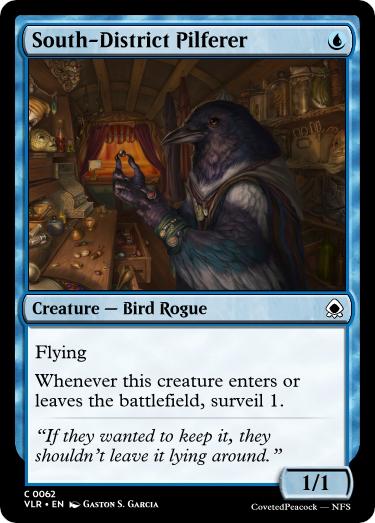 South-District Pilferer
Creature — Bird Rogue
Flying
Whenever this creature enters or
leaves the battlefield, surveil 1.
“If they wanted to keep it, they
shouldn’t leave it lying around.”
1/1
C 0062
VLR • EN GASTON S. GARCIA
CovetedPeacock — NFS